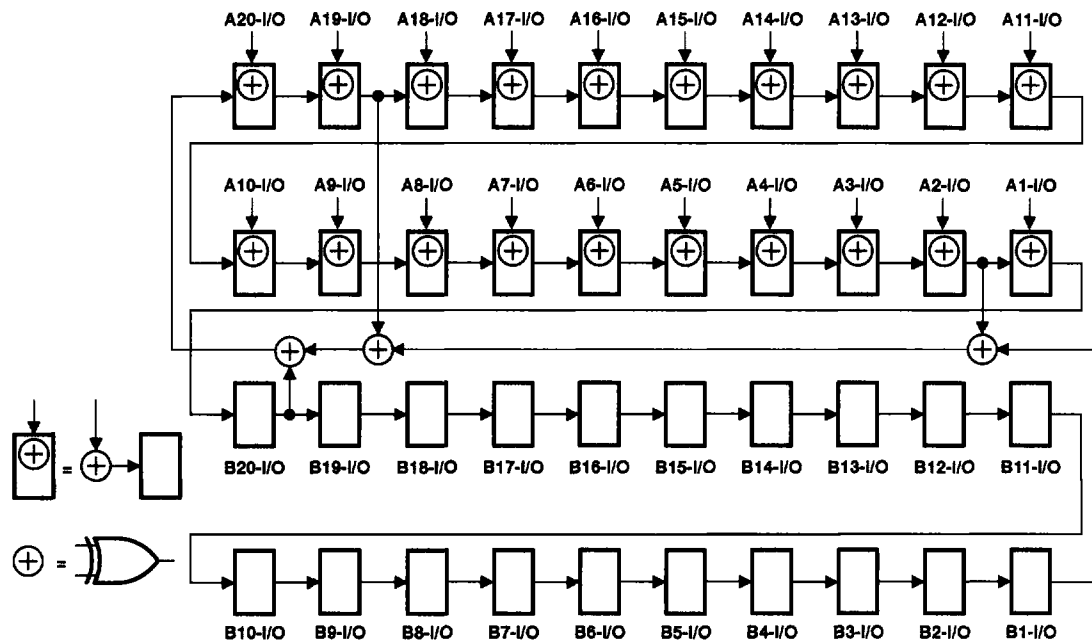 A20-I/O A19-I/O A18-I/O A17-I/O A16-I/O A15-I/O A14-I/O A13-I/O A12-I/O A11-I/O
A10-I/O A9-I/O A8-I/O A7-I/O A6-I/O A5-I/O A4-I/O A3-I/O A2-I/O A1-I/O
B20-I/O B19-I/O B18-I/O B17-I/O B16-I/O B15-I/O B14-I/O B13-I/O B12-I/O B11-I/O
=
=
B10-I/O B9-I/O B8-I/O B7-I/O B6-I/O B5-I/O B4-I/O B3-I/O B2-I/O B1-I/O